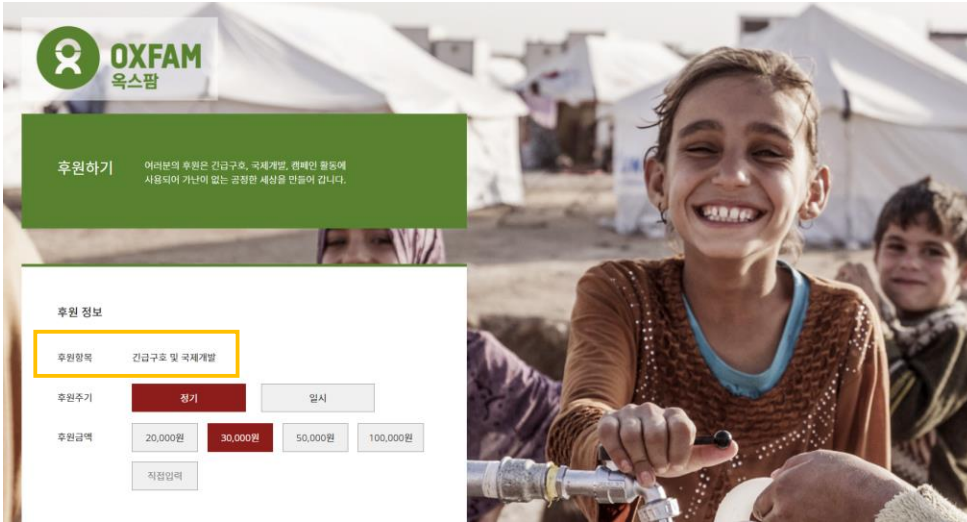 OXFAM
옥스팜
후원하기
여러분의 후원은 긴급구호, 국제개발, 캠페인 활동에
사용되어 가난이 없는 공정한 세상을 만들어 갑니다.
후원 정보
후원항목 긴급구호 및 국제개발
후원주기 정기 일시
후원금액 20,000원 30,000원 50,000원 100,000원
직접입력